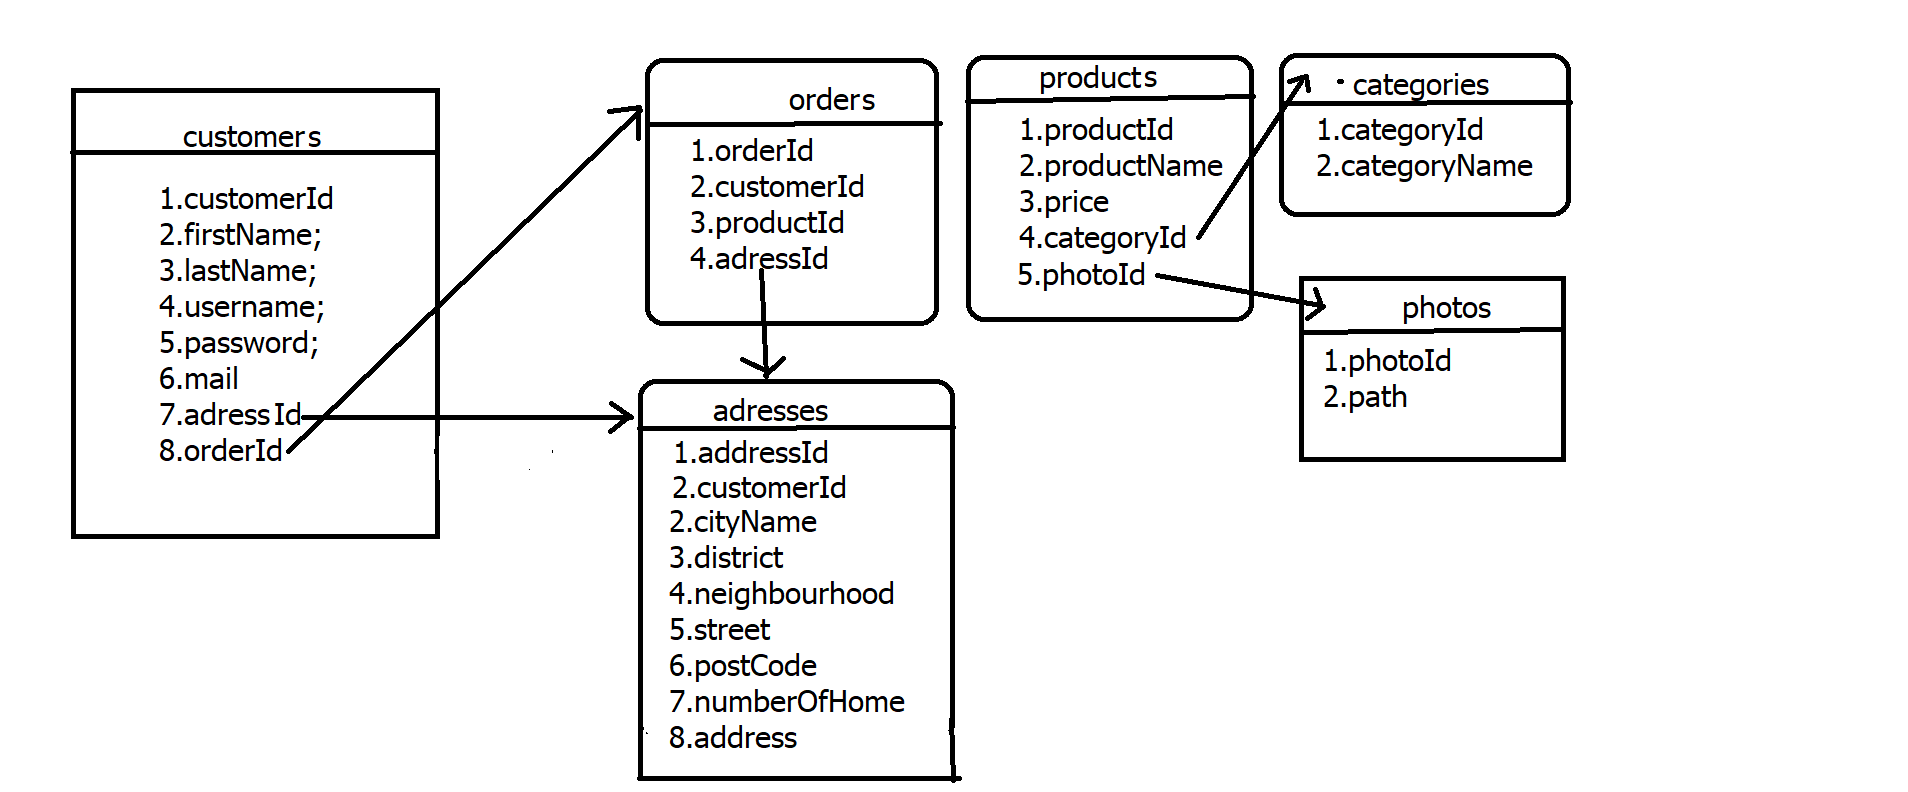 customers
1.customerId
2.firstName;
3.lastName;
4.username;
5.password;
6.mail
7.adressId
8.orderId
orders
1.orderId
2.customerId
3.productId
4.adressId
adresses
1.addressId
2.customerId
2.cityName
3.district
4.neighbourhood
5.street
6.postCode
7.numberOfHome
8.address
products
1.productId
2.productName
3.price
4.categoryId
5.photoId
categories
1.categoryId
2.categoryName
photos
1.photoId
2.path